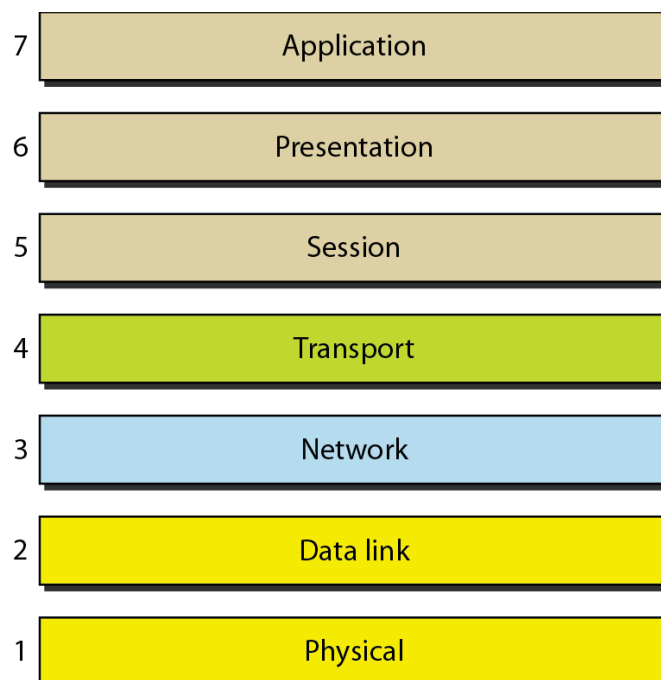 7 Application
6 Presentation
5 Session
4 Transport
3 Network
2 Data link
1 Physical